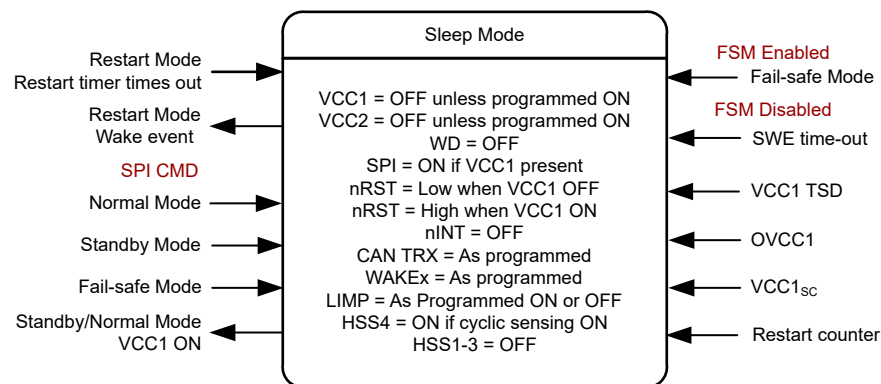 Sleep Mode
Restart Mode
Restart timer times out
Restart Mode
Wake event
SPI CMD
Normal Mode
Standby Mode
Fail-safe Mode
Standby/Normal Mode
VCC1 ON
VCC1 = OFF unless programmed ON
VCC2 = OFF unless programmed ON
WD = OFF
SPI = ON if VCC1 present
nRST = Low when VCC1 OFF
nRST = High when VCC1 ON
nINT = OFF
CAN TRX = As programmed
WAKEx = As programmed
LIMP = As Programmed ON or OFF
HSS4 = ON if cyclic sensing ON
HSS1-3 = OFF
FSM Enabled
Fail-safe Mode
FSM Disabled
SWE time-out
VCC1 TSD
OVCC1
VCC1SC
Restart counter